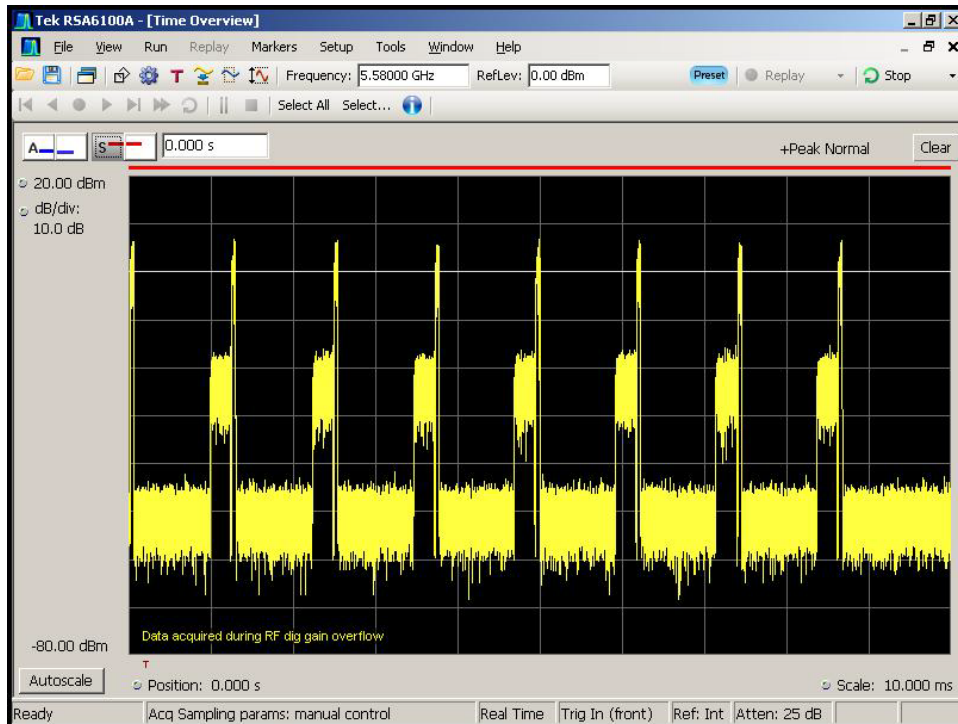 Tek RSA6100A - [Time Overview]
File View Run Replay Markers Setup Tools Window Help
T Frequency: 5.58000 GHz RefLev: 0.00 dBm Preset Replay Stop
Select All Select...
A S 0.000 s +Peak Normal Clear
20.00 dBm
dB/div:
10.0 dB
-80.00 dBm
Data acquired during RF dig gain overflow
T
Autoscale Position: 0.000 s Scale: 10.000 ms
Ready Acq Sampling params: manual control Real Time Trig In (front) Ref: Int Atten: 25 dB